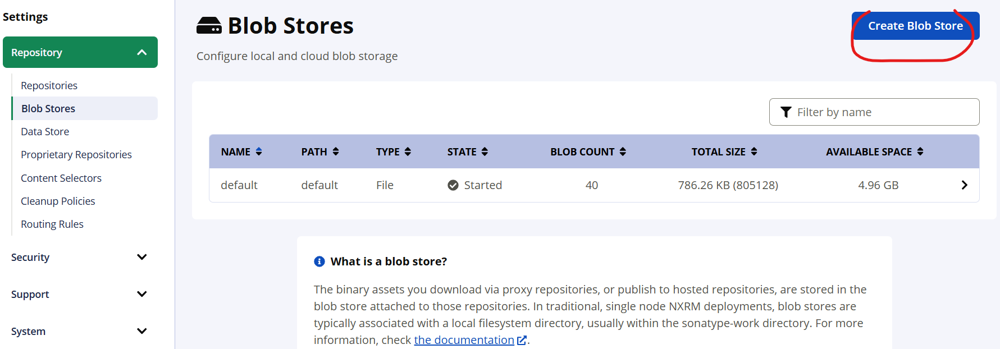 Settings
Repository
Repositories
Blob Stores
Data Store
Proprietary Repositories
Content Selectors
Cleanup Policies
Routing Rules
Security
Support
System
Blob Stores
Create Blob Store
Configure local and cloud blob storage
Filter by name
NAME PATH TYPE STATE BLOB COUNT TOTAL SIZE AVAILABLE SPACE
default default File Started 40 786.26 KB (805128) 4.96 GB
What is a blob store?
The binary assets you download via proxy repositories, or publish to hosted repositories, are stored in the
blob store attached to those repositories. In traditional, single node NXRM deployments, blob stores are
typically associated with a local filesystem directory, usually within the sonatype-work directory. For more
information, check the documentation.